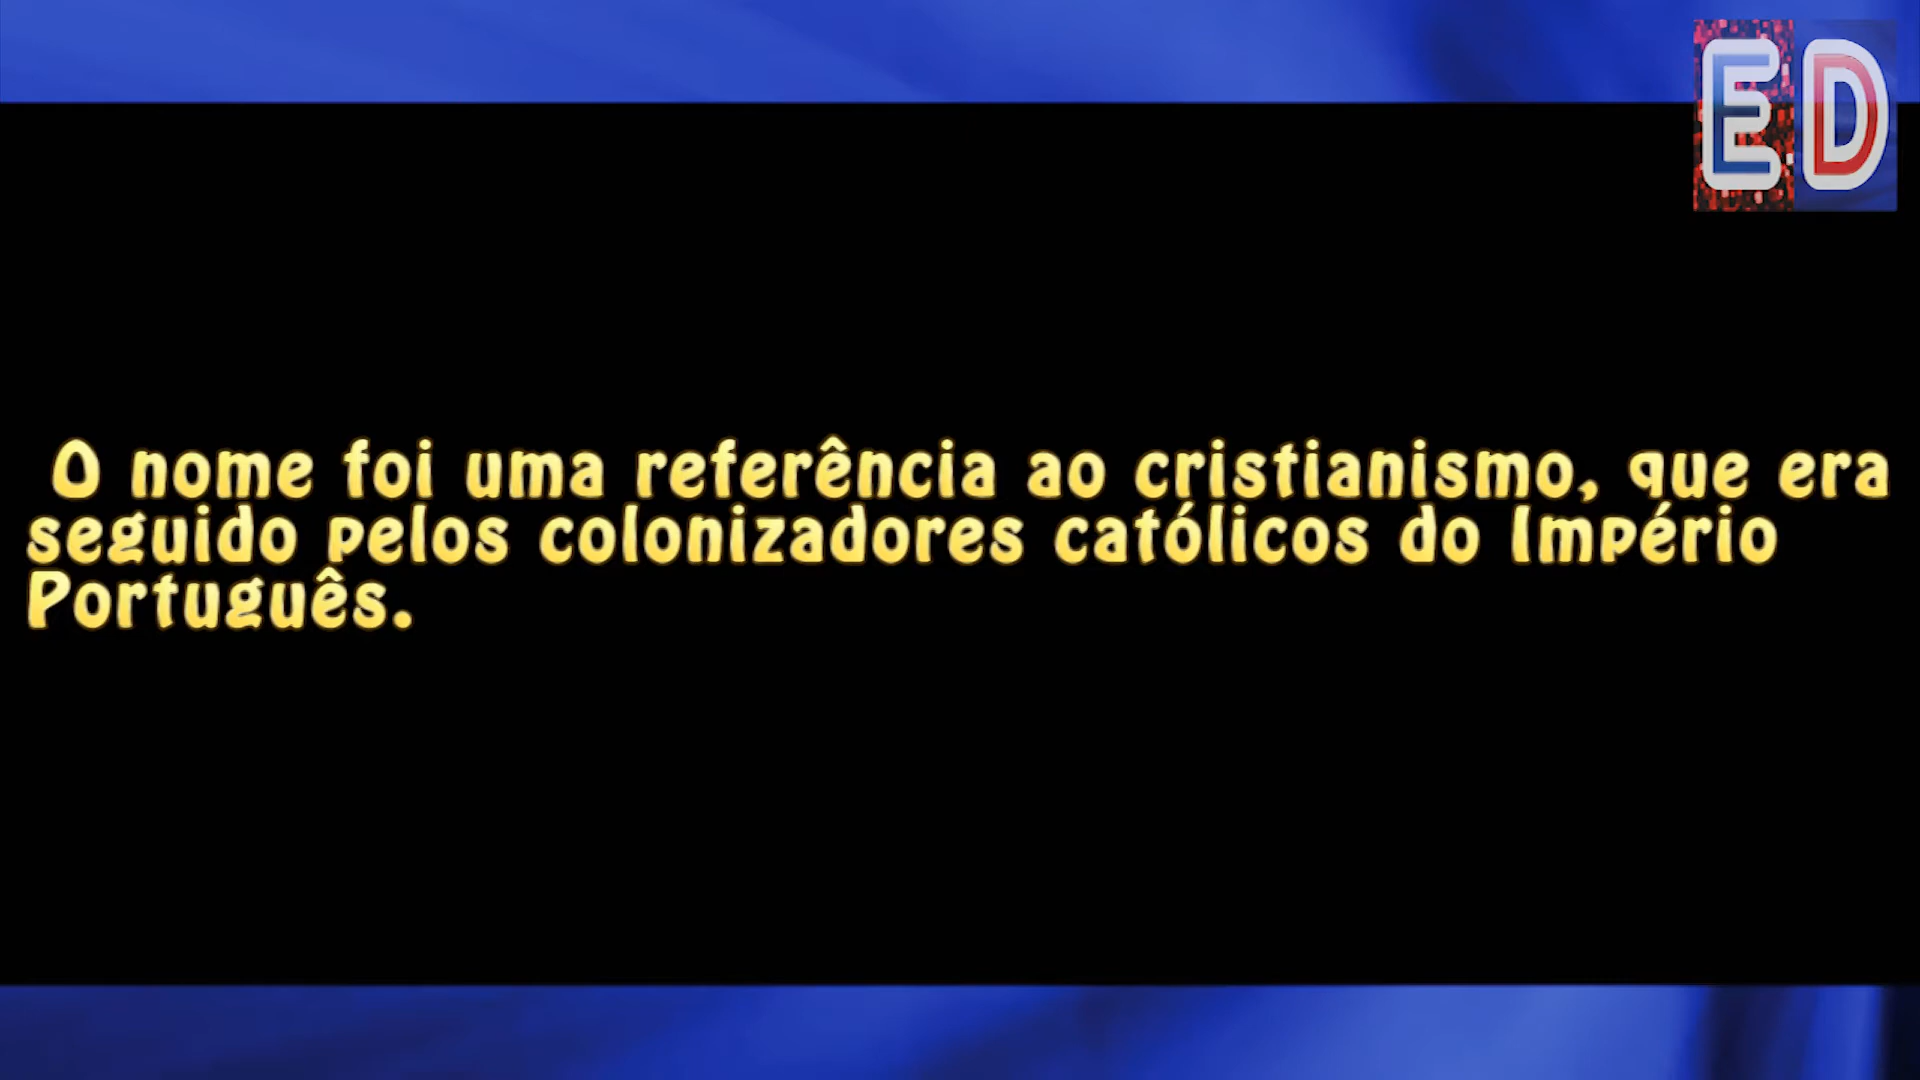 ED
O nome foi uma referência ao cristianismo, que era
seguido pelos colonizadores católicos do Império
Português.